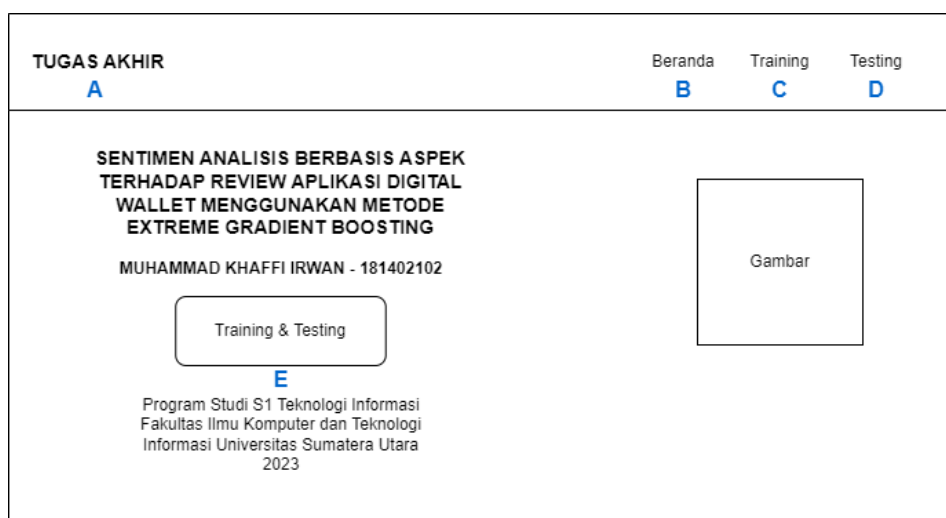 TUGAS AKHIR
A
Beranda
B
Training
C
Testing
D
SENTIMEN ANALISIS BERBASIS ASPEK
TERHADAP REVIEW APLIKASI DIGITAL
WALLET MENGGUNAKAN METODE
EXTREME GRADIENT BOOSTING
MUHAMMAD KHAFFI IRWAN - 181402102
Training & Testing
E
Program Studi S1 Teknologi Informasi
Fakultas Ilmu Komputer dan Teknologi
Informasi Universitas Sumatera Utara
2023
Gambar